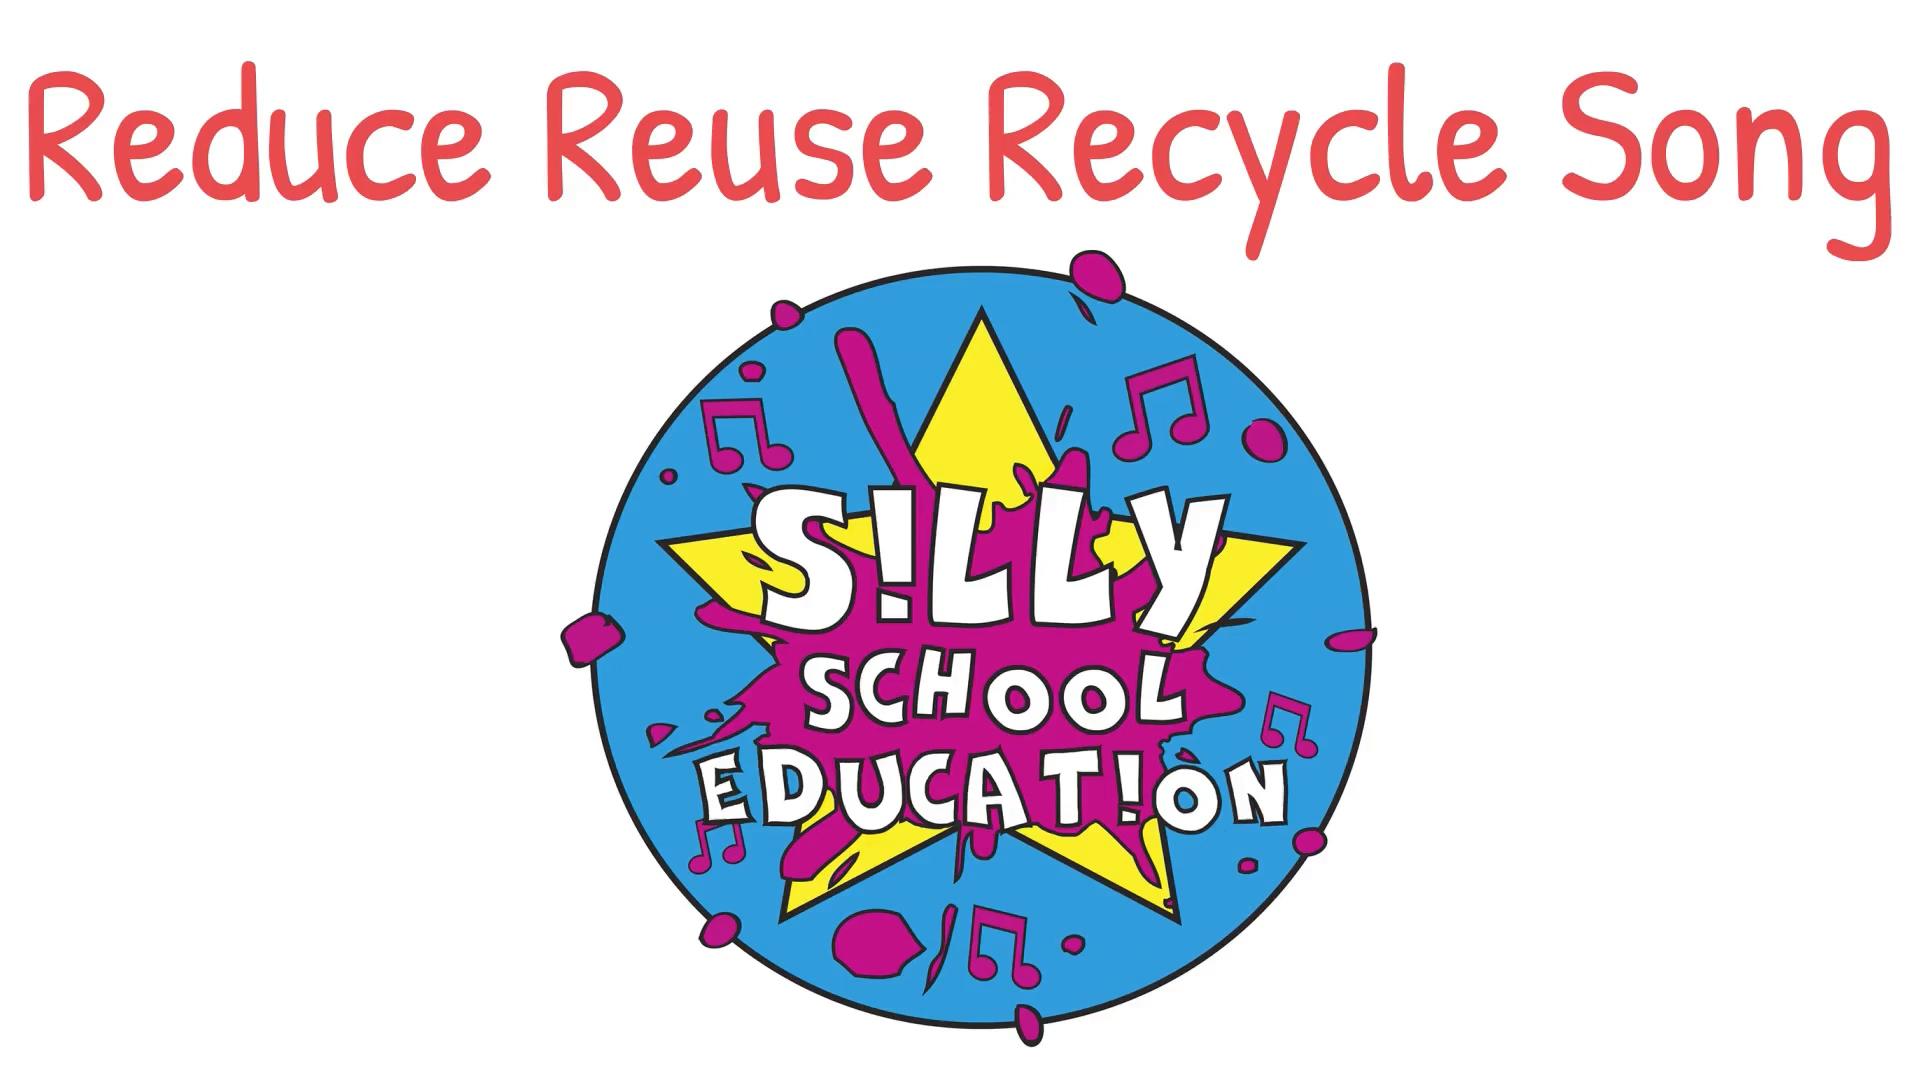 Reduce Reuse Recycle Song
S!LLY
SCHOOL
EDUCAT!ON